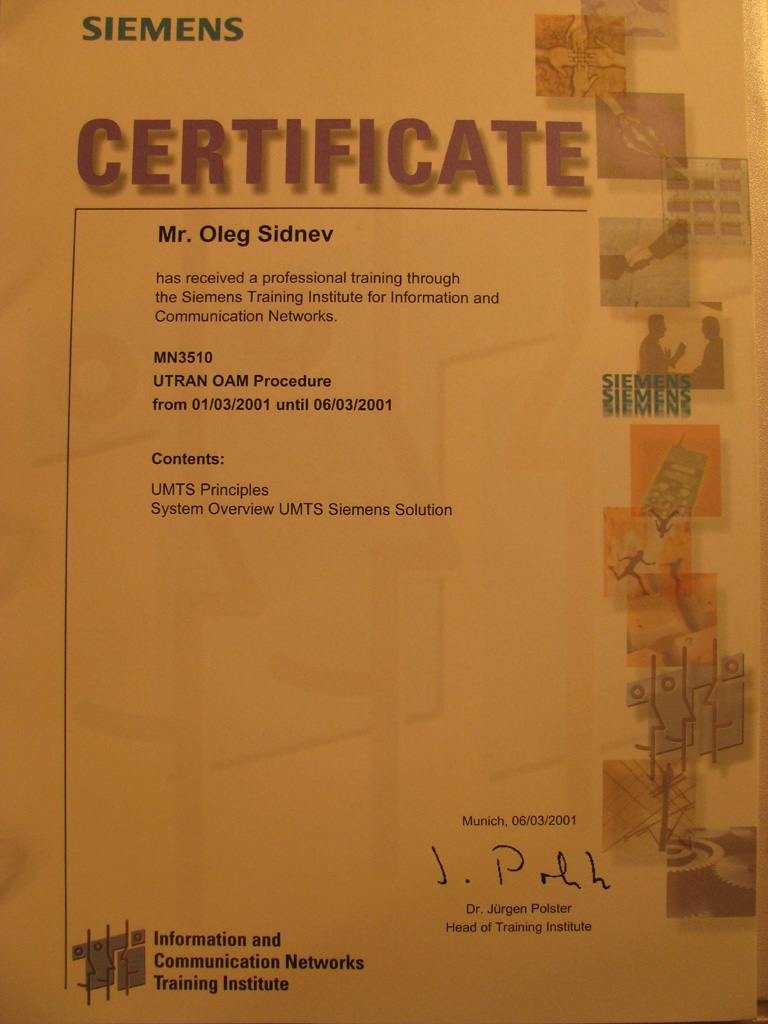 SIEMENS
CERTIFICATE
Mr. Oleg Sidnev
has received a professional training through
the Siemens Training Institute for Information and
Communication Networks.
MN3510
UTRAN OAM Procedure
from 01/03/2001 until 06/03/2001
SIEMENS
SIEMENS
Contents:
UMTS Principles
System Overview UMTS Siemens Solution
Munich, 06/03/2001
J. Polster
Dr. Jürgen Polster
Head of Training Institute
Information and
Communication Networks
Training Institute